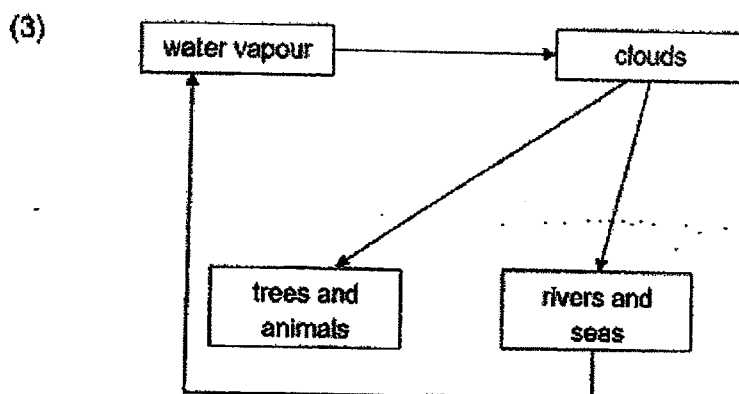 (3)
water vapour
clouds
trees and
animals
rivers and
seas